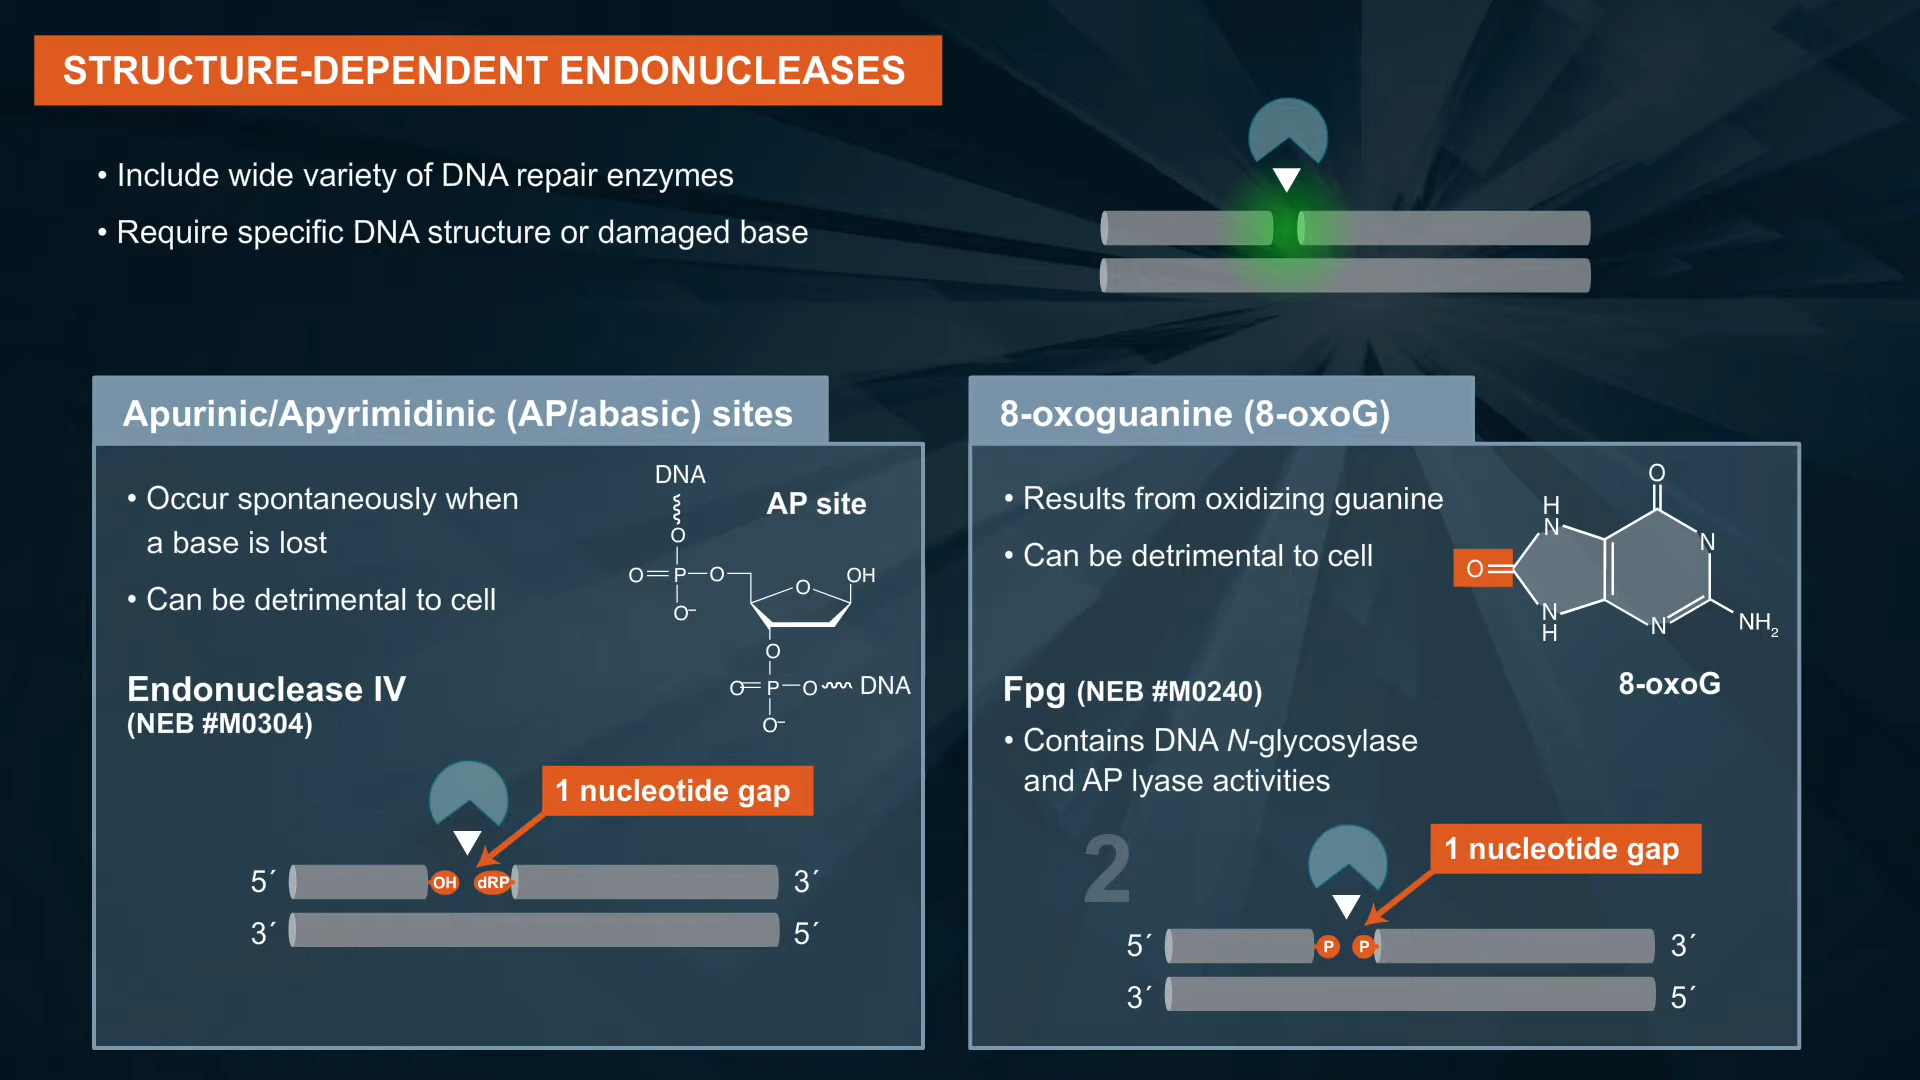 STRUCTURE-DEPENDENT ENDONUCLEASES
• Include wide variety of DNA repair enzymes
• Require specific DNA structure or damaged base
Apurinic/Apyrimidinic (AP/abasic) sites
• Occur spontaneously when
a base is lost
• Can be detrimental to cell
DNA
AP site
O
O P O
O OH
O⁻
O
O P O DNA
O⁻
Endonuclease IV
(NEB #M0304)
1 nucleotide gap
5´ OH dRP 3´
3´ 5´
8-oxoguanine (8-oxoG)
• Results from oxidizing guanine
• Can be detrimental to cell
O
H
N
N
O
N
H
N
NH₂
8-oxoG
Fpg (NEB #M0240)
• Contains DNA N-glycosylase
and AP lyase activities
2
1 nucleotide gap
5´ P P 3´
3´ 5´